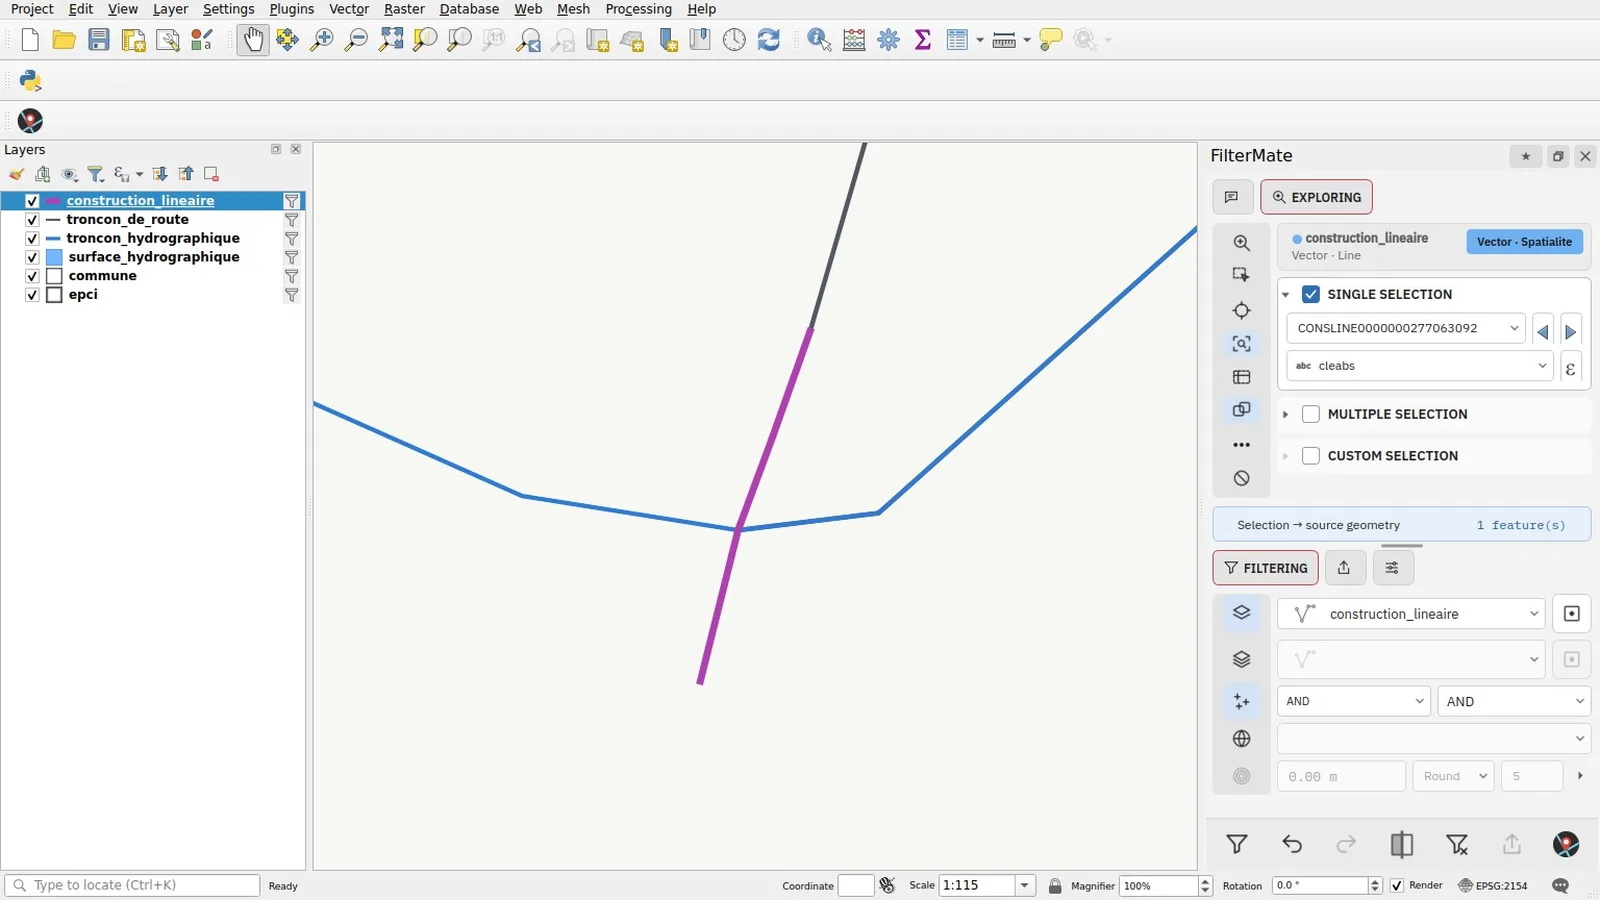 Project Edit View Layer Settings Plugins Vector Raster Database Web Mesh Processing Help
Layers
construction_lineaire
troncon_de_route
troncon_hydrographique
surface_hydrographique
commune
epci
FilterMate
EXPLORING
construction_lineaire
Vector · Line
Vector · Spatialite
SINGLE SELECTION
CONSLINE0000000277063092
abc cleabs
ε
MULTIPLE SELECTION
CUSTOM SELECTION
Selection → source geometry 1 feature(s)
FILTERING
construction_lineaire
AND AND
0.00 m Round 5
Type to locate (Ctrl+K) Ready Coordinate Scale 1:115 Magnifier 100% Rotation 0.0 ° Render EPSG:2154